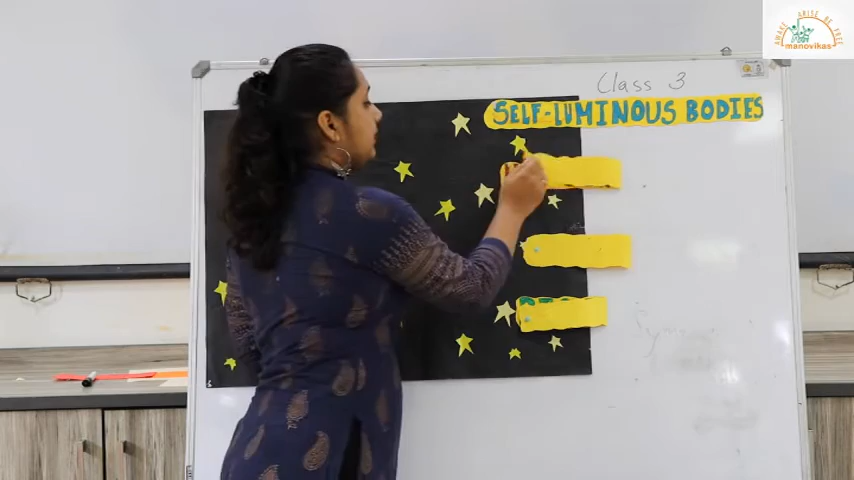 AWAKE ARISE BE FREE
manovikas
Class 3
SELF-LUMINOUS BODIES